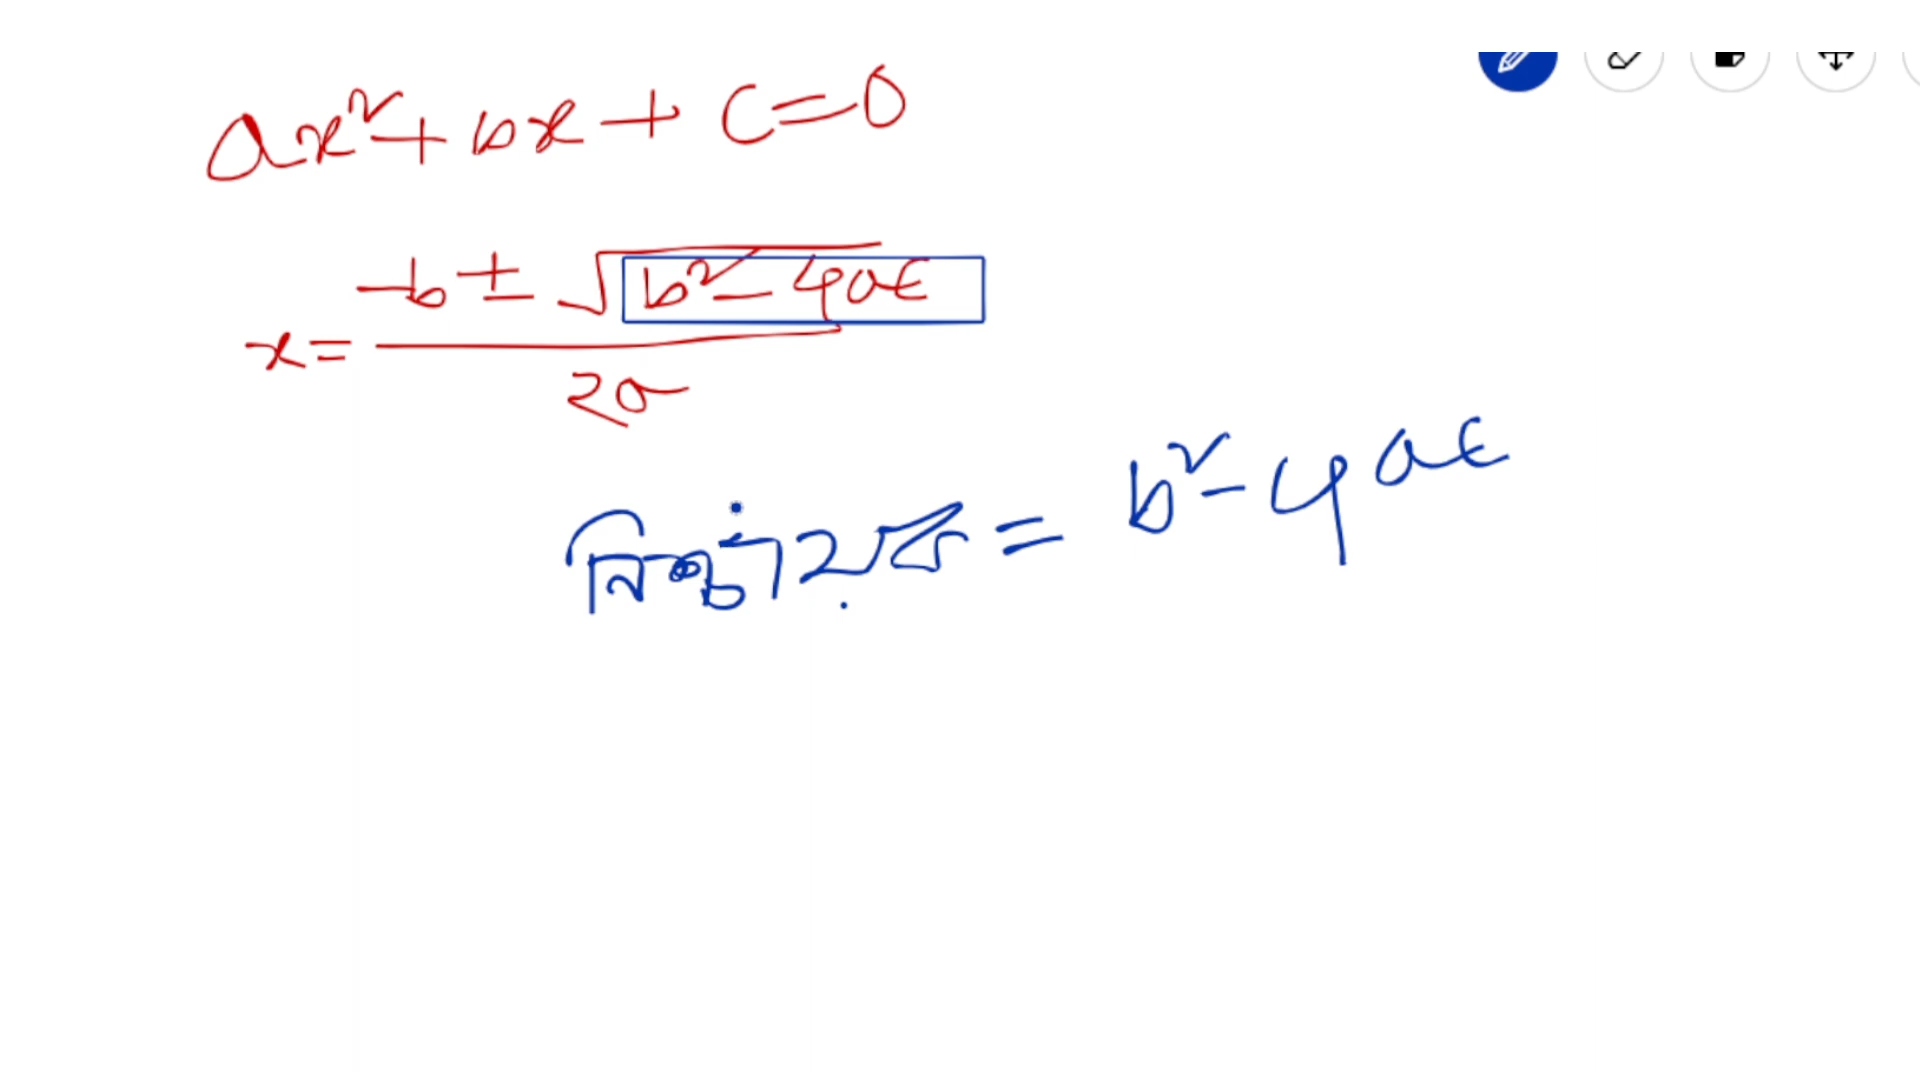 ax² + bx + c = 0
x = (-b ± √(b² - 4ac)) / 2a
নিশ্চায়ক = b² - 4ac